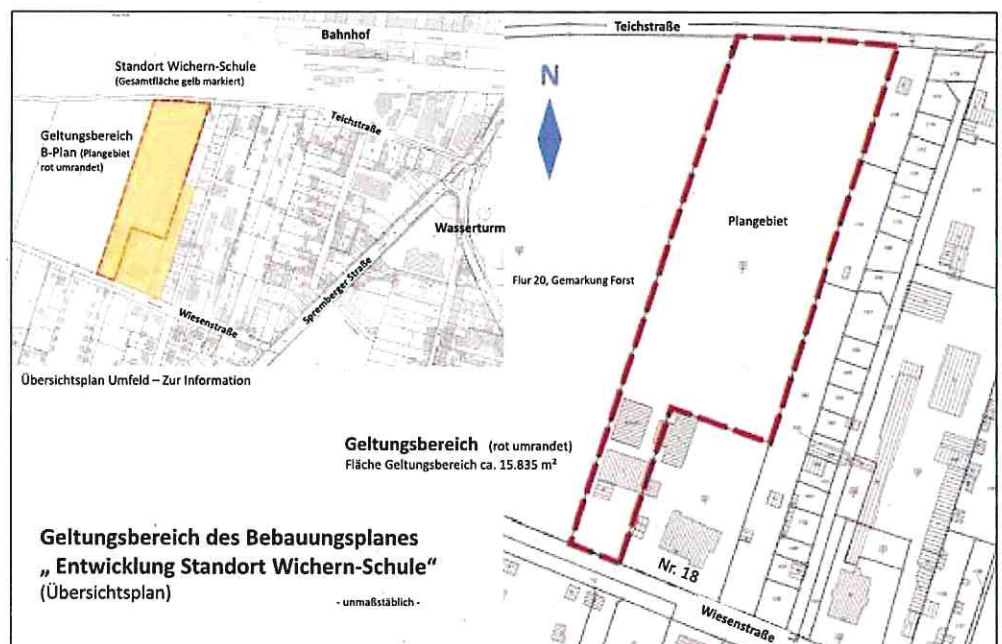 Bahnhof
Standort Wichern-Schule
(Gesamtfläche gelb markiert)
Teichstraße
Geltungsbereich
B-Plan (Plangebiet
rot umrandet)
Wasserturm
Spremberger Straße
Wiesenstraße
Übersichtsplan Umfeld – Zur Information
Teichstraße
N
Plangebiet
Flur 20, Gemarkung Forst
Geltungsbereich (rot umrandet)
Fläche Geltungsbereich ca. 15.835 m²
Nr. 18
Wiesenstraße
Geltungsbereich des Bebauungsplanes
„ Entwicklung Standort Wichern-Schule“
(Übersichtsplan)
- unmaßstäblich -